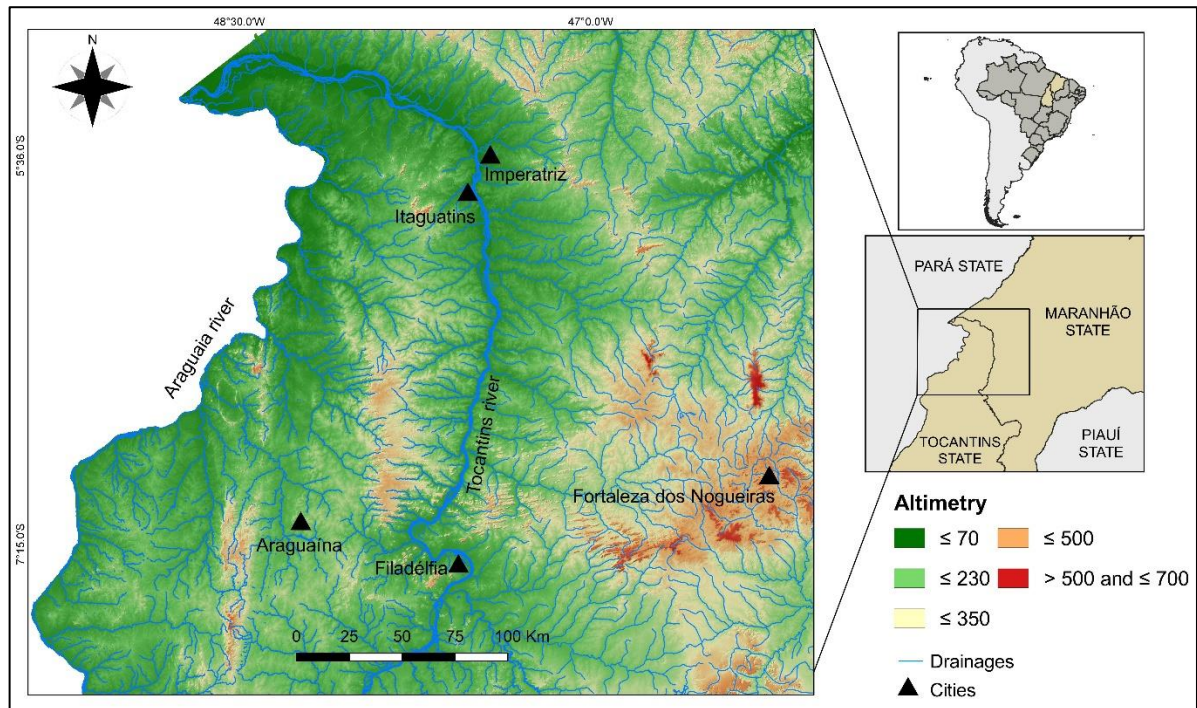 48°30.0'W
47°0.0'W
N
5°36.0'S
7°15.0'S
Imperatriz
Itaguatins
Araguaia river
Tocantins river
Fortaleza dos Nogueiras
Araguaína
Filadélfia
0 25 50 75 100 Km
PARÁ STATE
MARANHÃO
STATE
TOCANTINS
STATE
PIAUÍ
STATE
Altimetry
≤ 70
≤ 500
≤ 230
> 500 and ≤ 700
≤ 350
Drainages
Cities